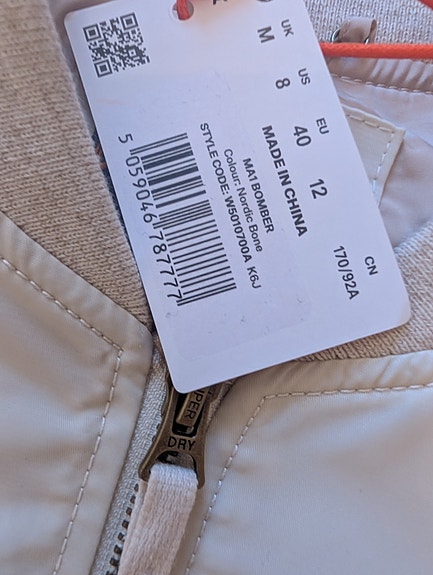 UK US EU CN
M 8 40 12 170/92A
MADE IN CHINA
MA1 BOMBER
Colour: Nordic Bone
STYLE CODE: W5010700A K6J
5 059046 787777
PER
DRY